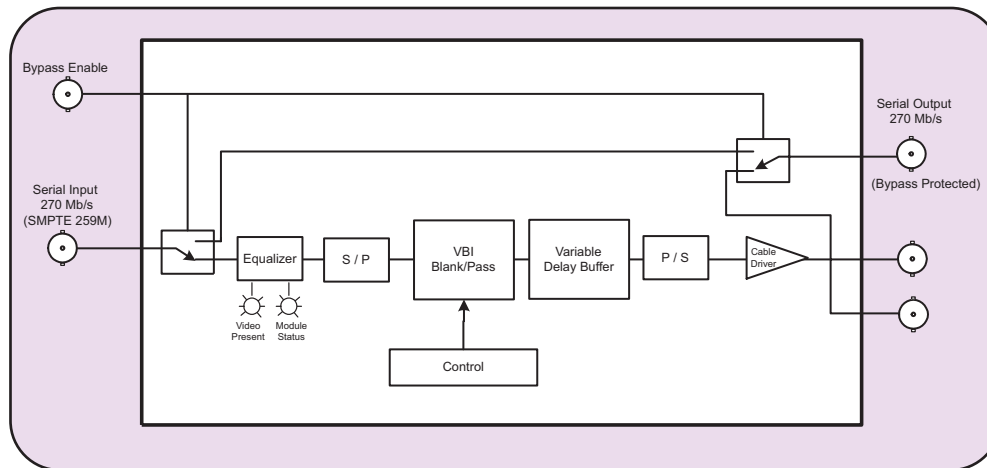 Bypass Enable
Serial Output
270 Mb/s
(Bypass Protected)
Serial Input
270 Mb/s
(SMPTE 259M)
Equalizer
S / P
VBI
Blank/Pass
Variable
Delay Buffer
P / S
Cable
Driver
Video
Present
Module
Status
Control